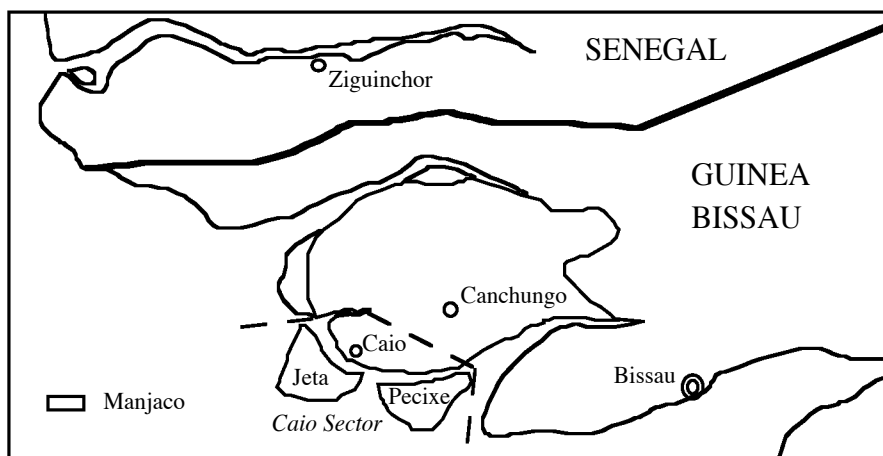 SENEGAL
Ziguinchor
GUINEA
BISSAU
Canchungo
Caio
Jeta
Pecixe
Bissau
Manjaco
Caio Sector